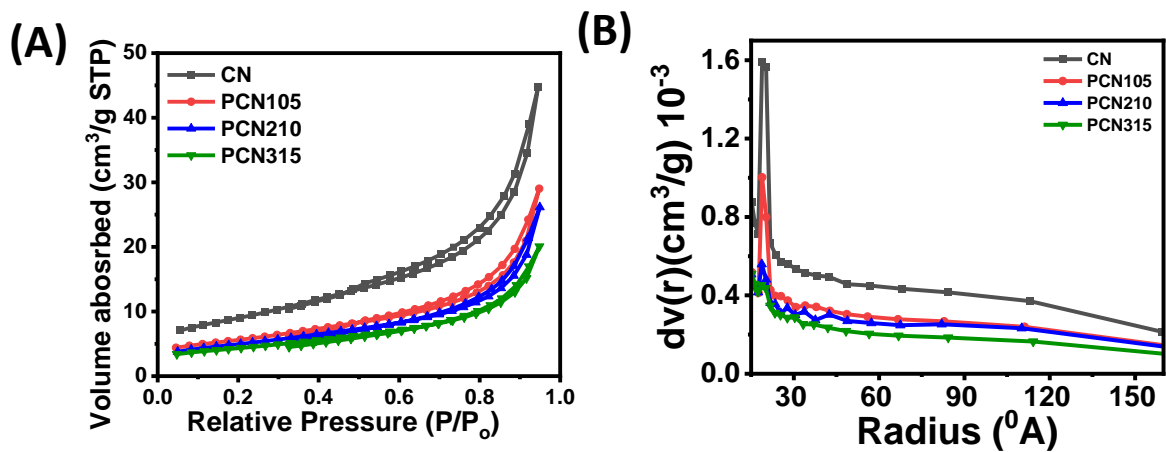 (A)
Volume abosrbed (cm³/g STP)
50
40
30
20
10
0
CN
PCN105
PCN210
PCN315
0.0 0.2 0.4 0.6 0.8 1.0
Relative Pressure (P/Pₒ)
(B)
dv(r)(cm³/g) 10⁻³
1.6
1.2
0.8
0.4
0.0
CN
PCN105
PCN210
PCN315
30 60 90 120 150
Radius (⁰A)